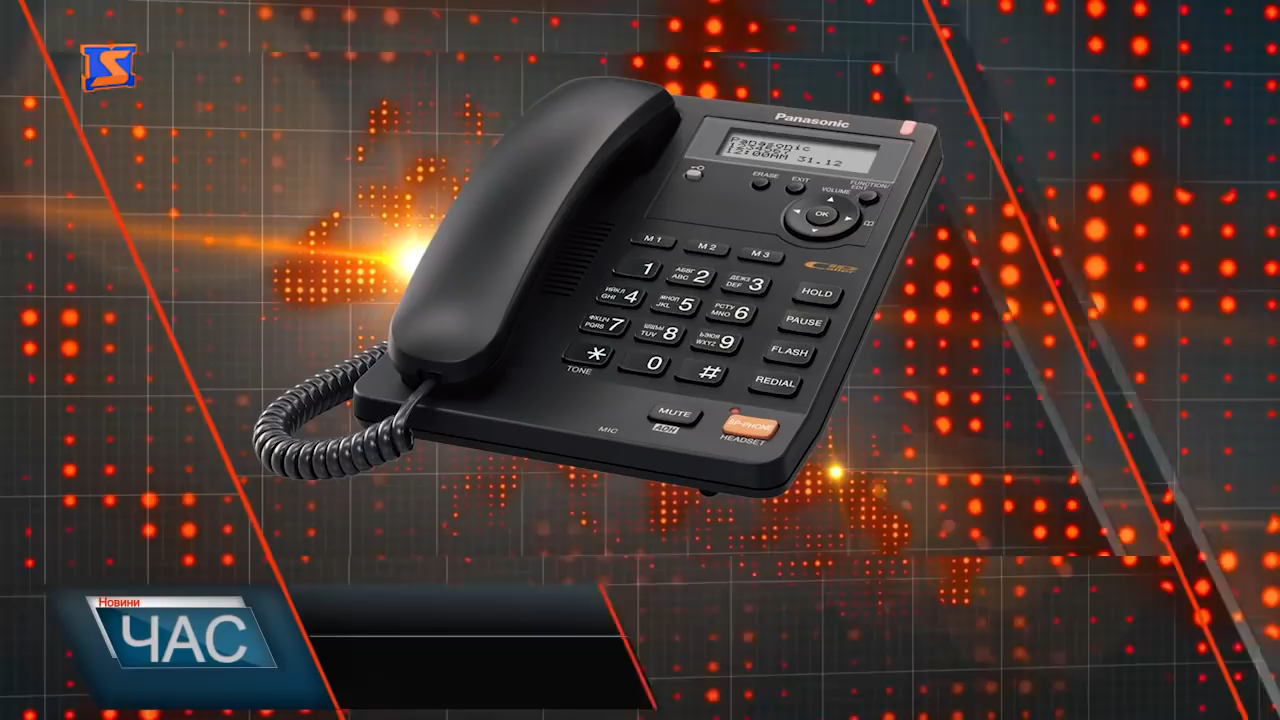 Panasonic
Panasonic
12:00AM 31.12
ERASE EXIT
VOLUME
FUNCTION/
EDIT
OK
M 1 M 2 M 3
1
АБВГ
ABC 2
ДЕЖЗ
DEF 3
HOLD
ИЙКЛ
GHI 4
МНОП
JKL 5
РСТУ
MNO 6
PAUSE
ФХЦЧ
PQRS 7
ШЩЪЫ
TUV 8
ЬЭЮЯ
WXYZ 9
FLASH
* 0 #
TONE
REDIAL
MUTE
SP-PHONE
MIC
HEADSET
Новини
ЧАС